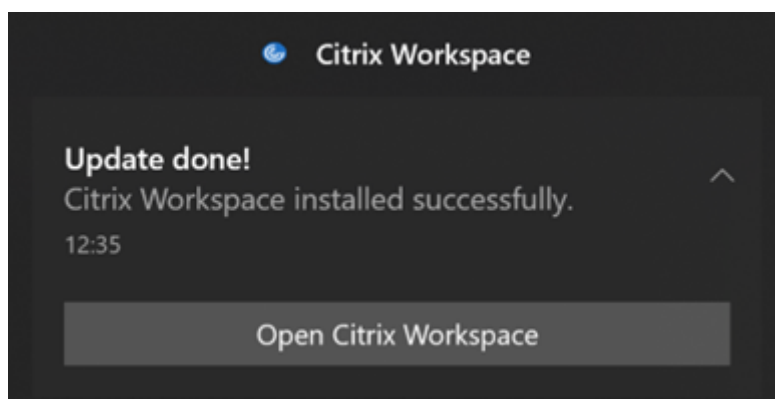 Citrix Workspace
Update done!
Citrix Workspace installed successfully.
12:35
Open Citrix Workspace